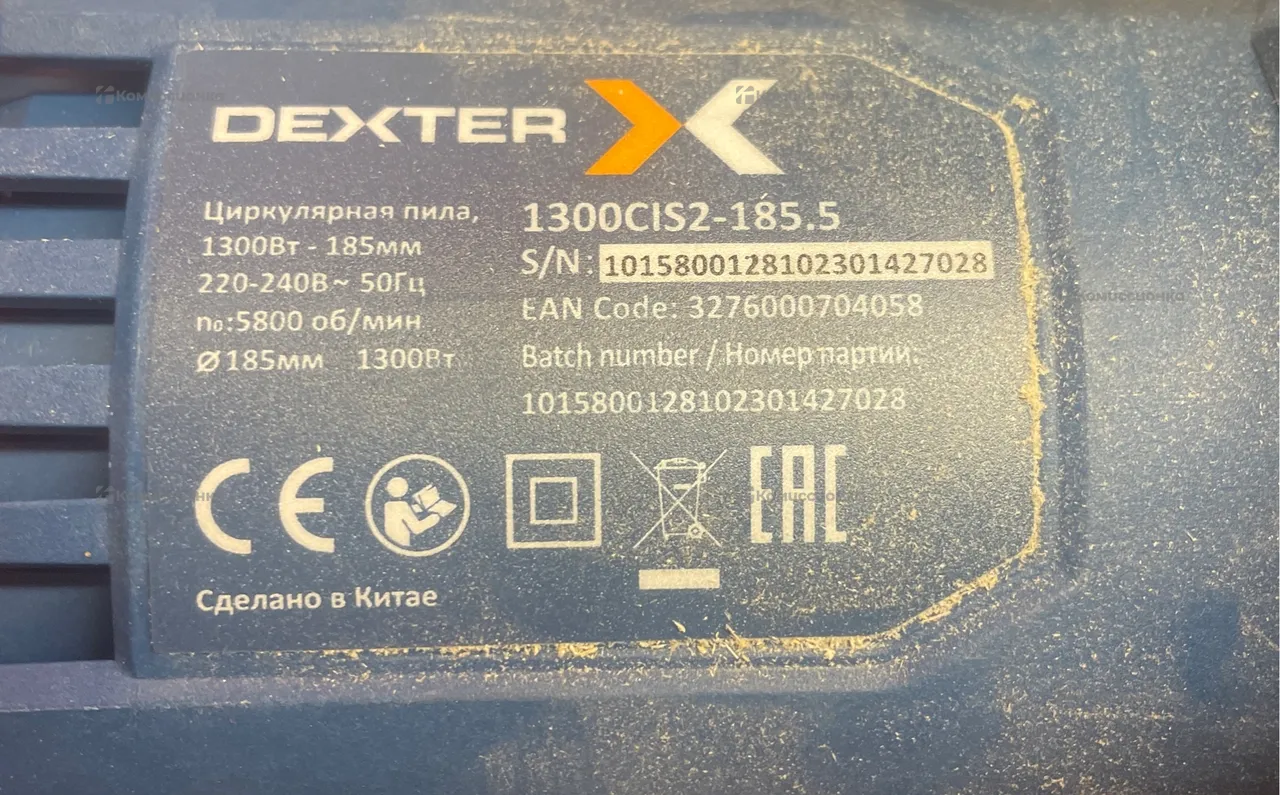 DEXTER
Циркулярная пила,
1300Вт - 185мм
220-240В ~ 50Гц
n₀:5800 об/мин
Ø185мм 1300Вт
1300CIS2-185.5
S/N: 1015800128102301427028
EAN Code: 3276000704058
Batch number / Номер партии:
1015800128102301427028
CE
EAC
Сделано в Китае
Комиссионка